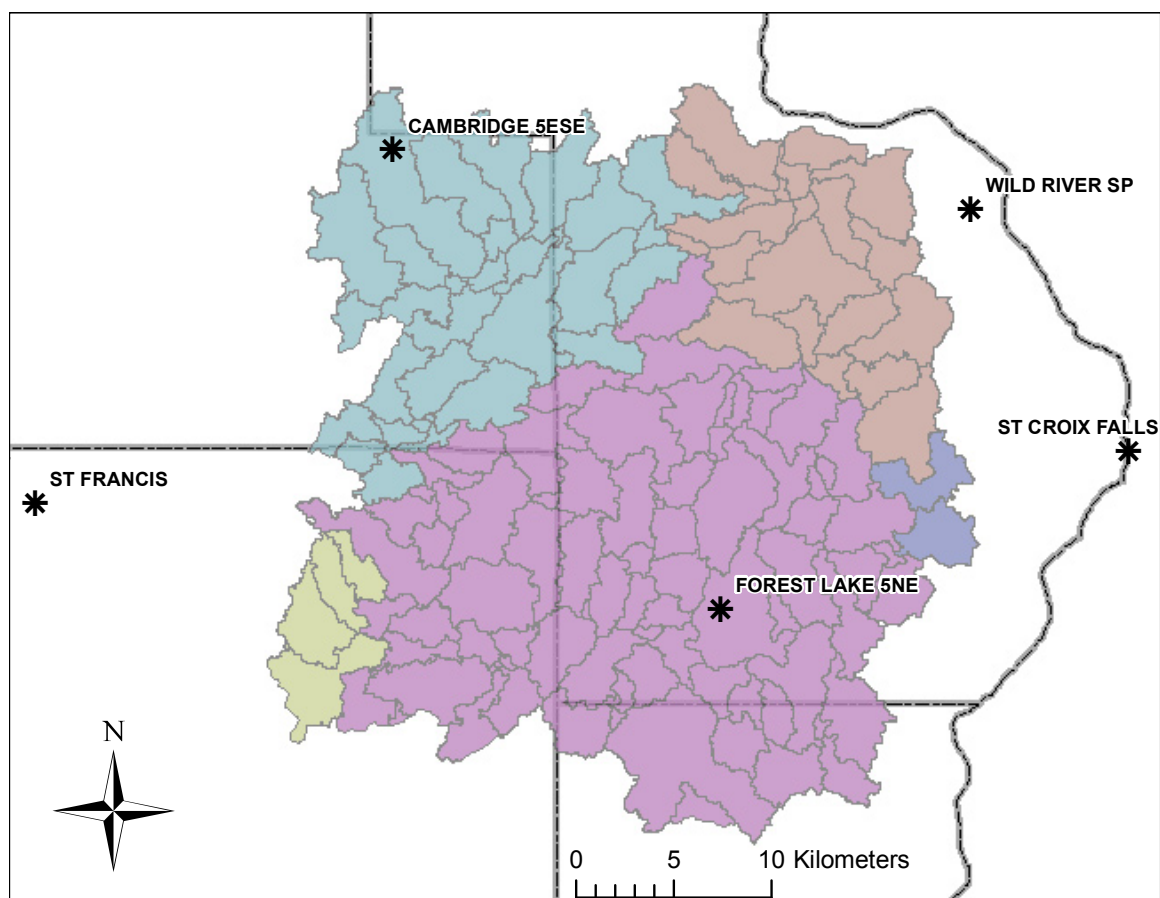 CAMBRIDGE 5ESE
WILD RIVER SP
ST CROIX FALLS
ST FRANCIS
FOREST LAKE 5NE
N
0 5 10 Kilometers